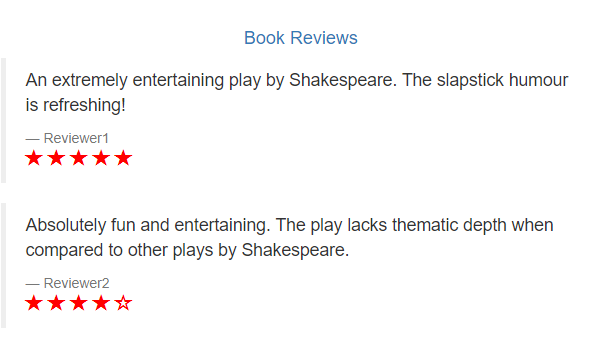 Book Reviews
An extremely entertaining play by Shakespeare. The slapstick humour
is refreshing!
— Reviewer1
★★★★★
Absolutely fun and entertaining. The play lacks thematic depth when
compared to other plays by Shakespeare.
— Reviewer2
★★★★☆